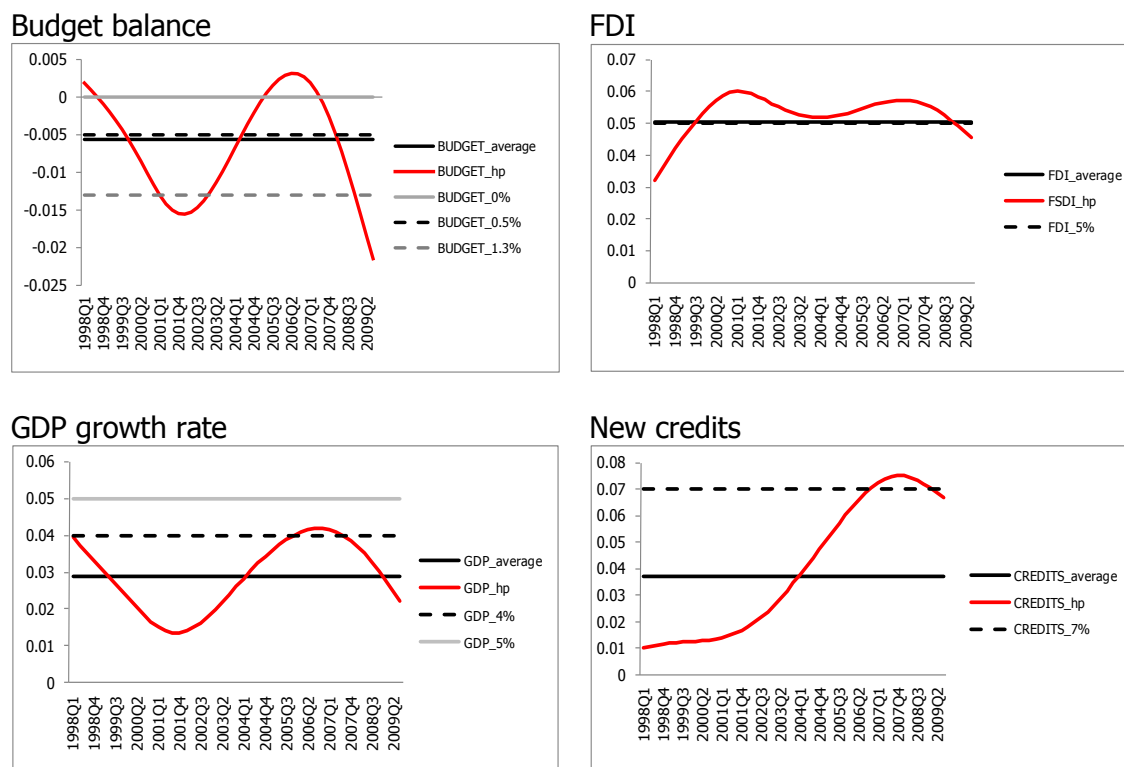 Budget balance
0.005
0
-0.005
-0.01
-0.015
-0.02
-0.025
1998Q1
1998Q4
1999Q3
2000Q2
2001Q1
2001Q4
2002Q3
2003Q2
2004Q1
2004Q4
2005Q3
2006Q2
2007Q1
2007Q4
2008Q3
2009Q2
BUDGET_average
BUDGET_hp
BUDGET_0%
BUDGET_0.5%
BUDGET_1.3%
FDI
0.07
0.06
0.05
0.04
0.03
0.02
0.01
0
1998Q1
1998Q4
1999Q3
2000Q2
2001Q1
2001Q4
2002Q3
2003Q2
2004Q1
2004Q4
2005Q3
2006Q2
2007Q1
2007Q4
2008Q3
2009Q2
FDI_average
FSDI_hp
FDI_5%
GDP growth rate
0.06
0.05
0.04
0.03
0.02
0.01
0
1998Q1
1998Q4
1999Q3
2000Q2
2001Q1
2001Q4
2002Q3
2003Q2
2004Q1
2004Q4
2005Q3
2006Q2
2007Q1
2007Q4
2008Q3
2009Q2
GDP_average
GDP_hp
GDP_4%
GDP_5%
New credits
0.08
0.07
0.06
0.05
0.04
0.03
0.02
0.01
0
1998Q1
1998Q4
1999Q3
2000Q2
2001Q1
2001Q4
2002Q3
2003Q2
2004Q1
2004Q4
2005Q3
2006Q2
2007Q1
2007Q4
2008Q3
2009Q2
CREDITS_average
CREDITS_hp
CREDITS_7%